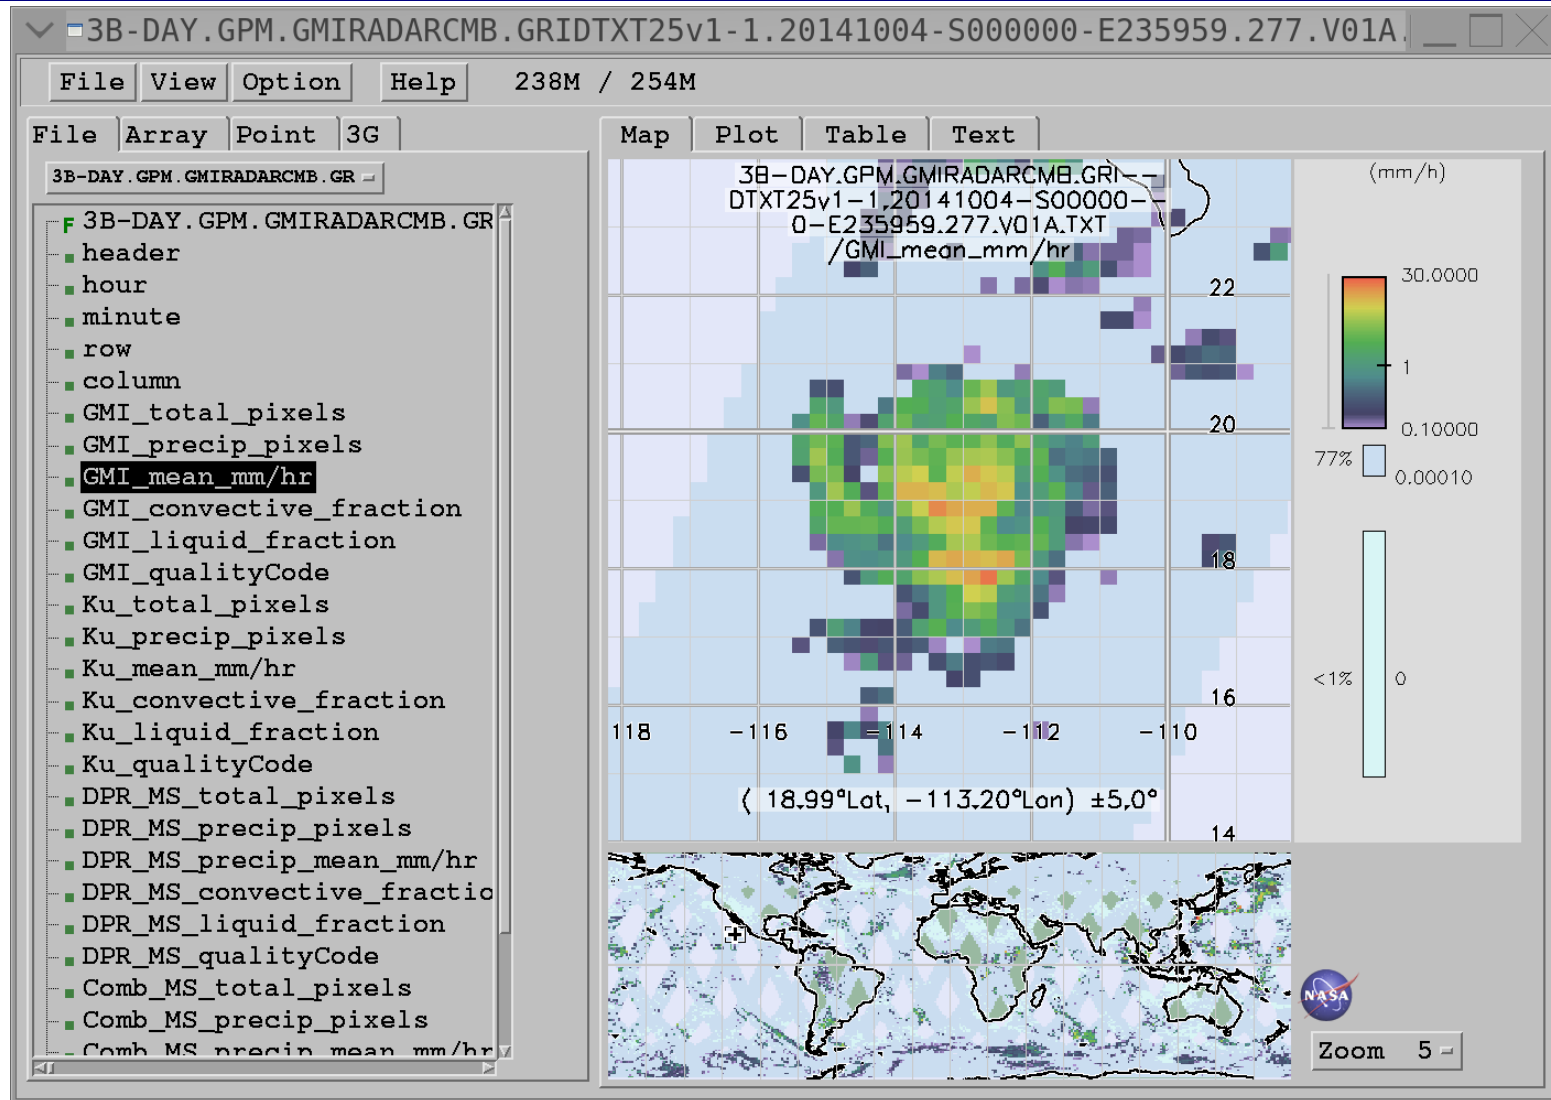 3B-DAY.GPM.GMIRADARCMB.GRIDTXT25v1-1.20141004-S000000-E235959.277.V01A.
File View Option Help 238M / 254M
File Array Point 3G
3B-DAY.GPM.GMIRADARCMB.GR
3B-DAY.GPM.GMIRADARCMB.GR
header
hour
minute
row
column
GMI_total_pixels
GMI_precip_pixels
GMI_mean_mm/hr
GMI_convective_fraction
GMI_liquid_fraction
GMI_qualityCode
Ku_total_pixels
Ku_precip_pixels
Ku_mean_mm/hr
Ku_convective_fraction
Ku_liquid_fraction
Ku_qualityCode
DPR_MS_total_pixels
DPR_MS_precip_pixels
DPR_MS_precip_mean_mm/hr
DPR_MS_convective_fractio
DPR_MS_liquid_fraction
DPR_MS_qualityCode
Comb_MS_total_pixels
Comb_MS_precip_pixels
Comb_MS_precip_mean_mm/hr
Map Plot Table Text
3B-DAY.GPM.GMIRADARCMB.GRI--
DTXT25v1-1.20141004-S00000--
0-E235959.277.V01A.TXT
/GMI_mean_mm/hr
22
20
18
16
118 -116 -114 -112 -110
( 18.99°Lat, -113.20°Lon) ±5.0°
14
(mm/h)
30.0000
1
0.10000
77%
0.00010
<1% 0
NASA
Zoom 5